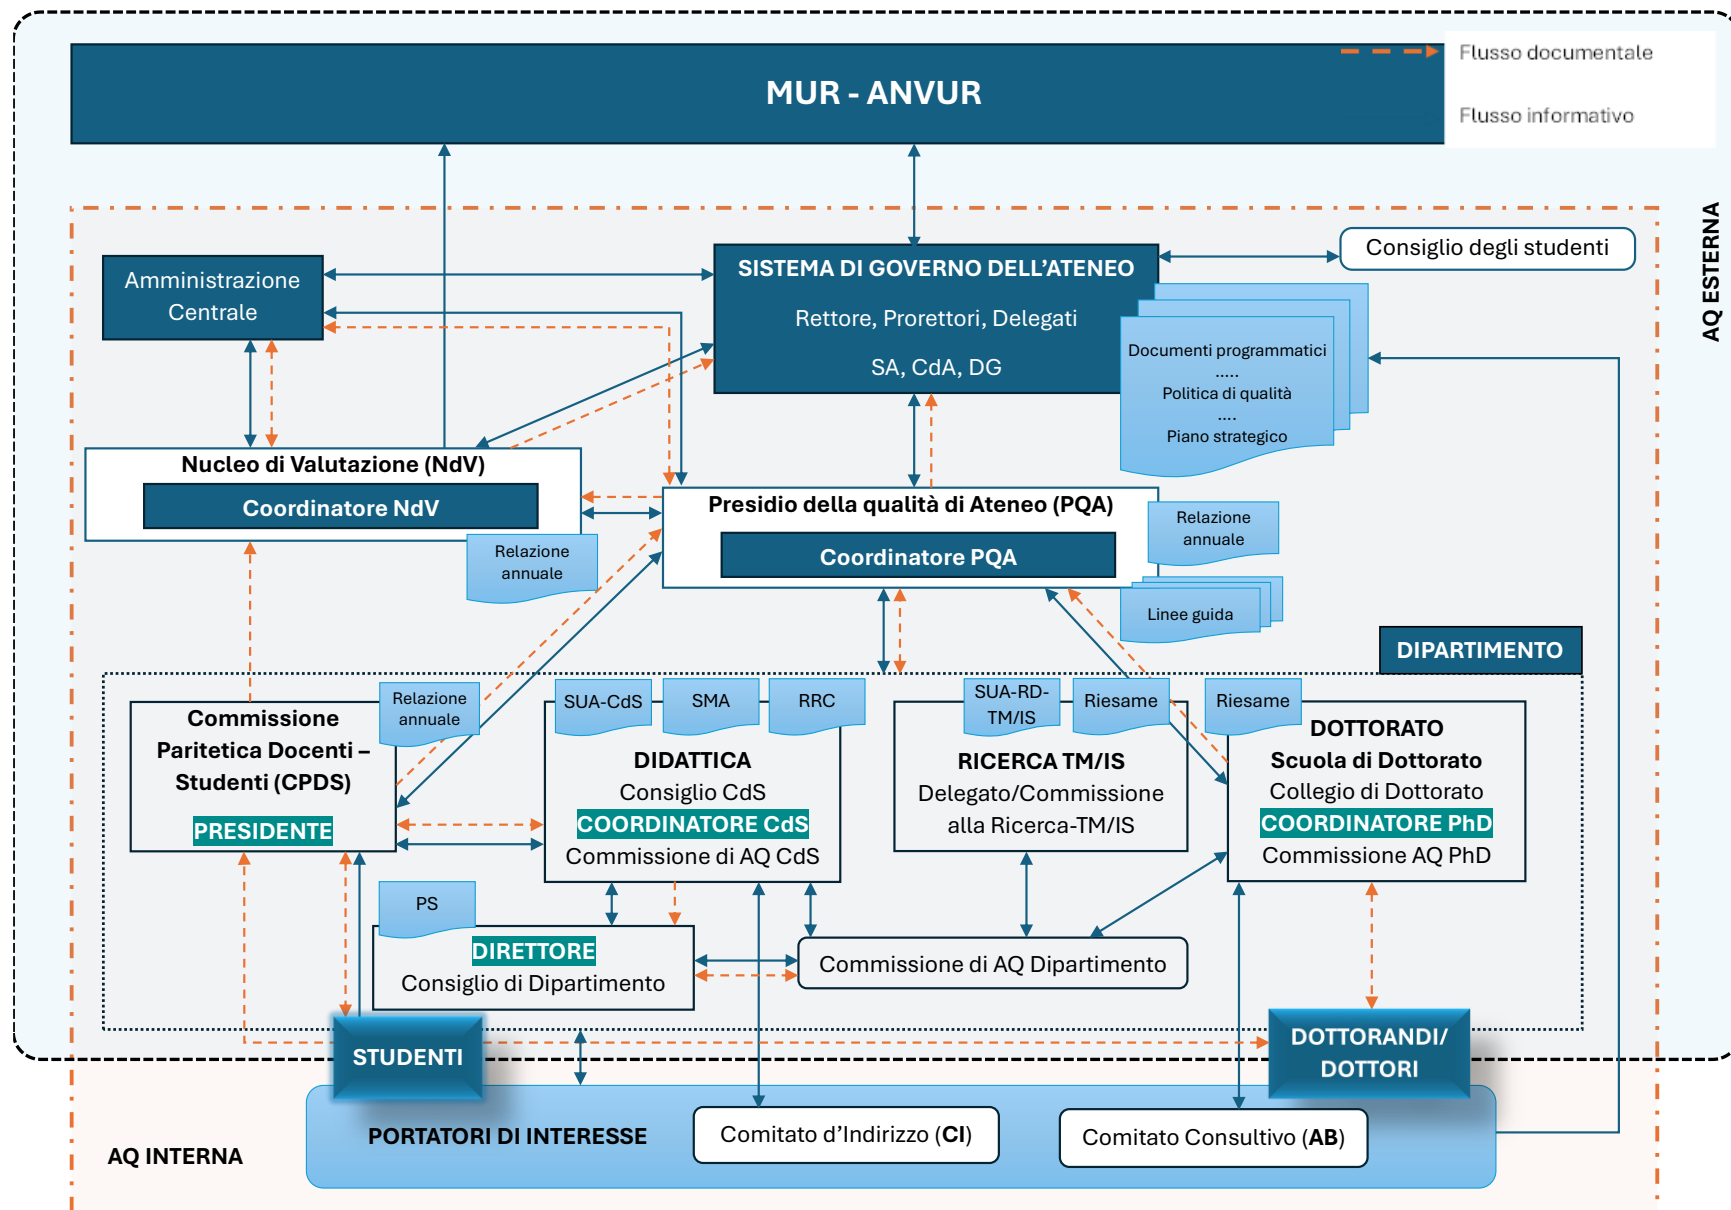 Flusso documentale
MUR - ANVUR
Flusso informativo
AQ ESTERNA
Consiglio degli studenti
SISTEMA DI GOVERNO DELL’ATENEO
Rettore, Prorettori, Delegati
SA, CdA, DG
Amministrazione
Centrale
Documenti programmatici
.....
Politica di qualità
....
Piano strategico
Nucleo di Valutazione (NdV)
Coordinatore NdV
Relazione
annuale
Presidio della qualità di Ateneo (PQA)
Coordinatore PQA
Relazione
annuale
Linee guida
DIPARTIMENTO
Commissione
Paritetica Docenti –
Studenti (CPDS)
PRESIDENTE
Relazione
annuale
SUA-CdS
SMA
RRC
DIDATTICA
Consiglio CdS
COORDINATORE CdS
Commissione di AQ CdS
SUA-RD-
TM/IS
Riesame
RICERCA TM/IS
Delegato/Commissione
alla Ricerca-TM/IS
Riesame
DOTTORATO
Scuola di Dottorato
Collegio di Dottorato
COORDINATORE PhD
Commissione AQ PhD
PS
DIRETTORE
Consiglio di Dipartimento
Commissione di AQ Dipartimento
STUDENTI
DOTTORANDI/
DOTTORI
PORTATORI DI INTERESSE
Comitato d’Indirizzo (CI)
Comitato Consultivo (AB)
AQ INTERNA